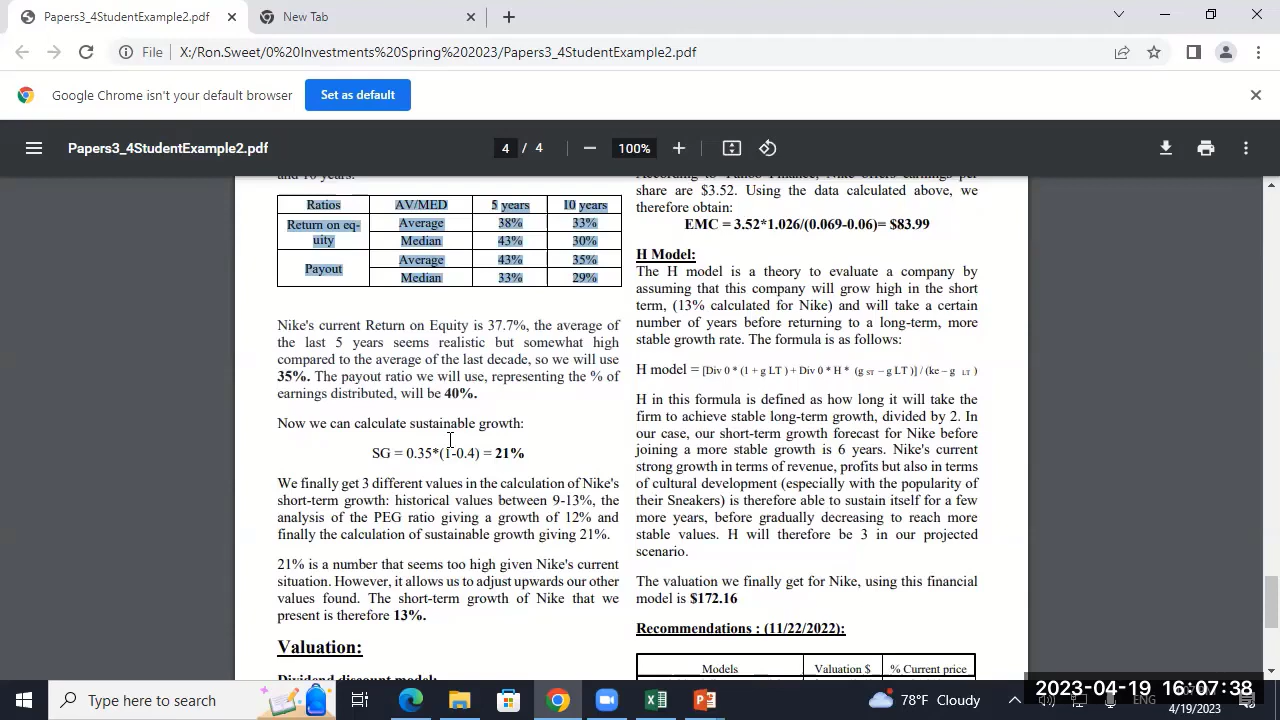 Papers3_4StudentExample2.pdf
New Tab
File
X:/Ron.Sweet/0%20Investments%20Spring%202023/Papers3_4StudentExample2.pdf
Google Chrome isn't your default browser
Set as default
Papers3_4StudentExample2.pdf
4 / 4
100%
and 10 years.
Ratios AV/MED 5 years 10 years
Return on eq-
uity
Average 38% 33%
Median 43% 30%
Payout
Average 43% 35%
Median 33% 29%
Nike's current Return on Equity is 37.7%, the average of
the last 5 years seems realistic but somewhat high
compared to the average of the last decade, so we will use
35%. The payout ratio we will use, representing the % of
earnings distributed, will be 40%.
Now we can calculate sustainable growth:
SG = 0.35*(1-0.4) = 21%
We finally get 3 different values in the calculation of Nike's
short-term growth: historical values between 9-13%, the
analysis of the PEG ratio giving a growth of 12% and
finally the calculation of sustainable growth giving 21%.
21% is a number that seems too high given Nike's current
situation. However, it allows us to adjust upwards our other
values found. The short-term growth of Nike that we
present is therefore 13%.
Valuation:
Dividend discount model:
According to Yahoo Finance, Nike offers earnings per
share are $3.52. Using the data calculated above, we
therefore obtain:
EMC = 3.52*1.026/(0.069-0.06)= $83.99
H Model:
The H model is a theory to evaluate a company by
assuming that this company will grow high in the short
term, (13% calculated for Nike) and will take a certain
number of years before returning to a long-term, more
stable growth rate. The formula is as follows:
H model = [Div 0 * (1 + g LT ) + Div 0 * H * (g ST – g LT )] / (ke – g LT )
H in this formula is defined as how long it will take the
firm to achieve stable long-term growth, divided by 2. In
our case, our short-term growth forecast for Nike before
joining a more stable growth is 6 years. Nike's current
strong growth in terms of revenue, profits but also in terms
of cultural development (especially with the popularity of
their Sneakers) is therefore able to sustain itself for a few
more years, before gradually decreasing to reach more
stable values. H will therefore be 3 in our projected
scenario.
The valuation we finally get for Nike, using this financial
model is $172.16
Recommendations : (11/22/2022):
Models Valuation $ % Current price
Type here to search
78°F Cloudy
ENG
2023-04-19 16:07:38
4/19/2023